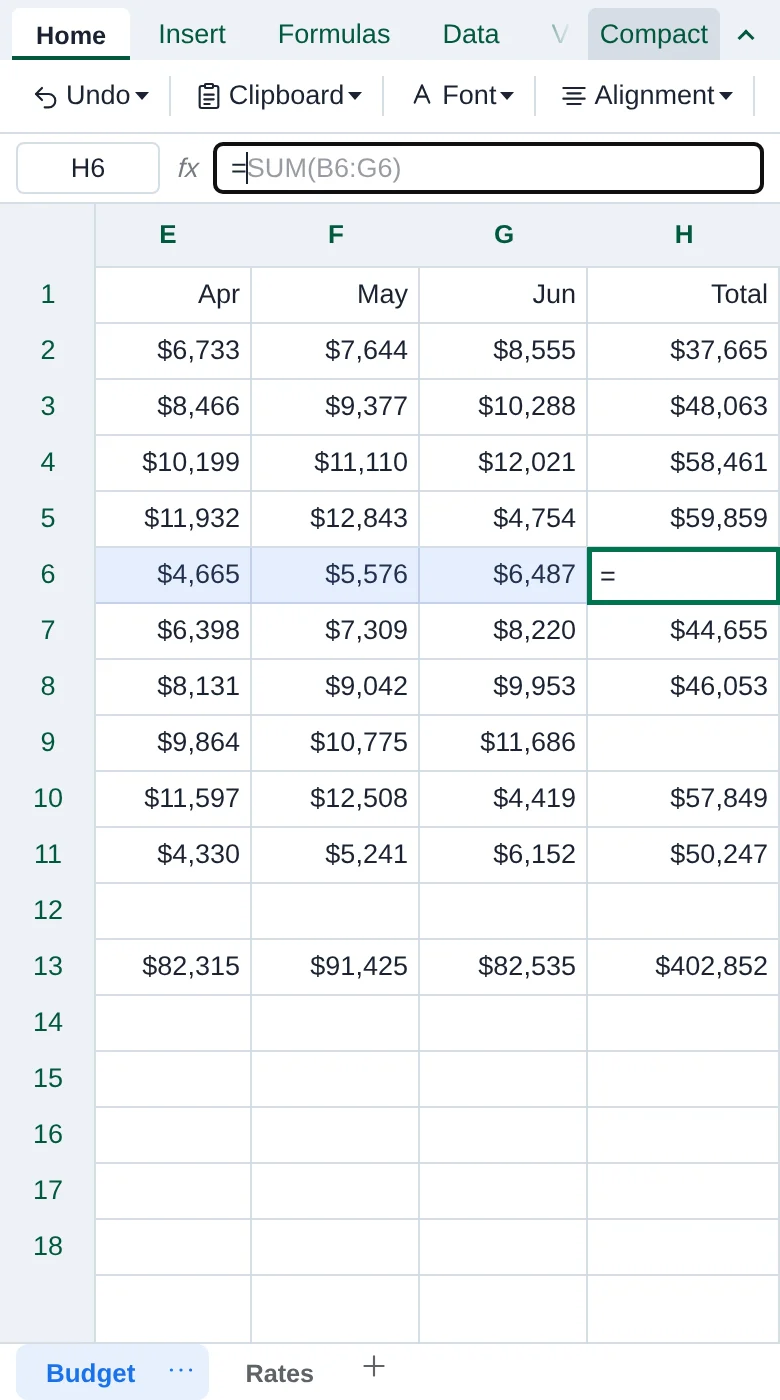 Home Insert Formulas Data V Compact
Undo Clipboard Font Alignment
H6 fx =SUM(B6:G6)
E F G H
1 Apr May Jun Total
2 $6,733 $7,644 $8,555 $37,665
3 $8,466 $9,377 $10,288 $48,063
4 $10,199 $11,110 $12,021 $58,461
5 $11,932 $12,843 $4,754 $59,859
6 $4,665 $5,576 $6,487 =
7 $6,398 $7,309 $8,220 $44,655
8 $8,131 $9,042 $9,953 $46,053
9 $9,864 $10,775 $11,686
10 $11,597 $12,508 $4,419 $57,849
11 $4,330 $5,241 $6,152 $50,247
12
13 $82,315 $91,425 $82,535 $402,852
14
15
16
17
18
Budget ... Rates +